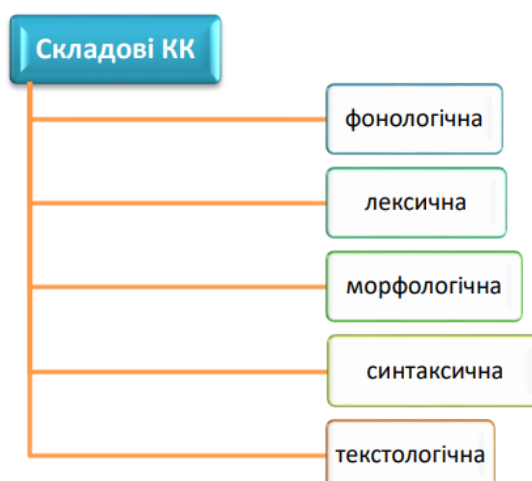 Складові КК
фонологічна
лексична
морфологічна
синтаксична
текстологічна